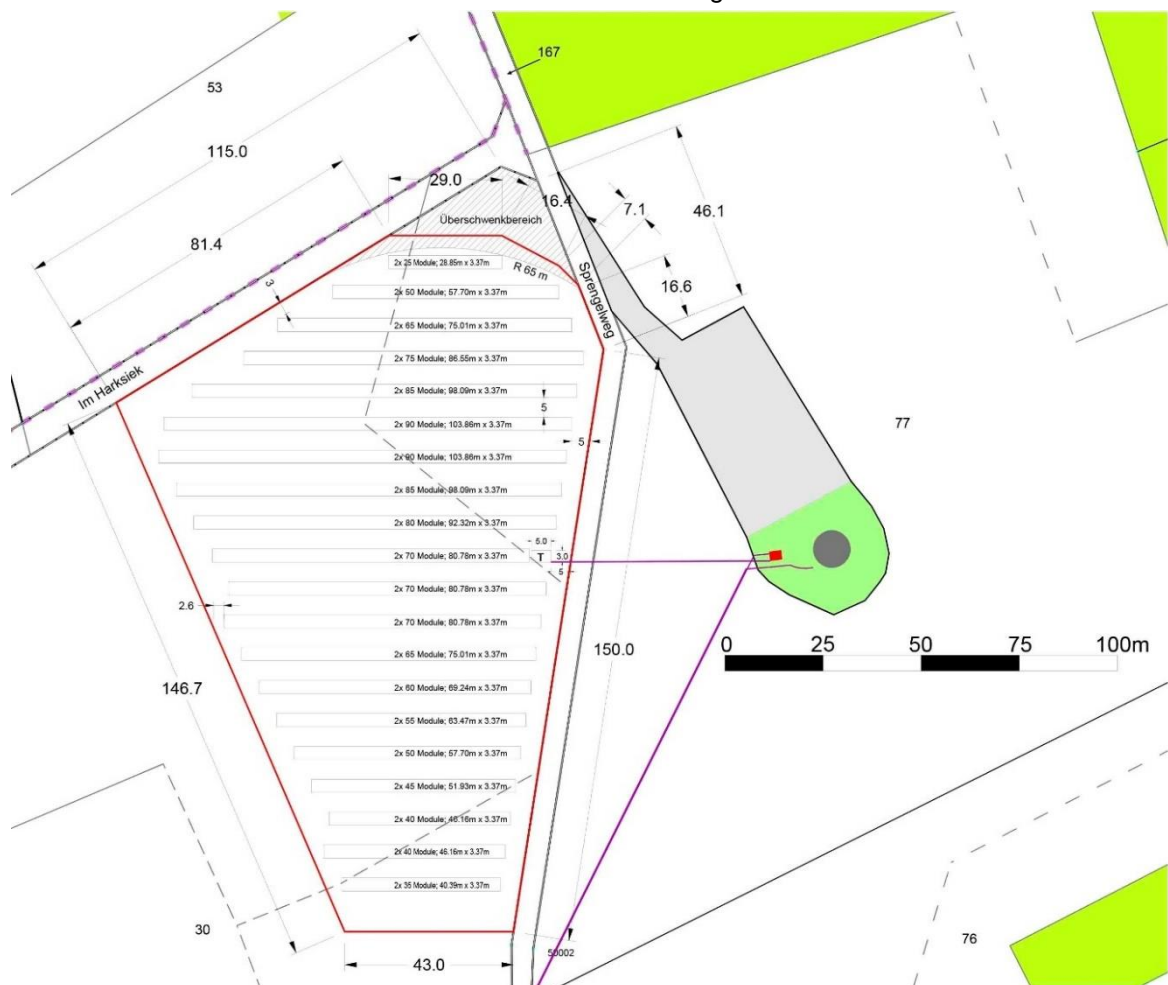 167
53
115.0
29.0
16.4
7.1
46.1
Überschwenkbereich
81.4
R 65 m
16.6
Sprengelweg
3
Im Harksiek
2x 25 Module; 28.85m x 3.37m
2x 50 Module; 57.70m x 3.37m
2x 65 Module; 75.01m x 3.37m
2x 75 Module; 86.55m x 3.37m
2x 85 Module; 98.09m x 3.37m
5
2x 90 Module; 103.86m x 3.37m
77
5
2x 90 Module; 103.86m x 3.37m
2x 85 Module; 98.09m x 3.37m
2x 80 Module; 92.32m x 3.37m
5.0
T
3.0
5
2x 70 Module; 80.78m x 3.37m
2x 70 Module; 80.78m x 3.37m
2.6
2x 70 Module; 80.78m x 3.37m
0 25 50 75 100m
150.0
2x 65 Module; 75.01m x 3.37m
146.7
2x 60 Module; 69.24m x 3.37m
2x 55 Module; 63.47m x 3.37m
2x 50 Module; 57.70m x 3.37m
2x 45 Module; 51.93m x 3.37m
2x 40 Module; 46.16m x 3.37m
2x 40 Module; 46.16m x 3.37m
2x 35 Module; 40.39m x 3.37m
30
76
50002
43.0